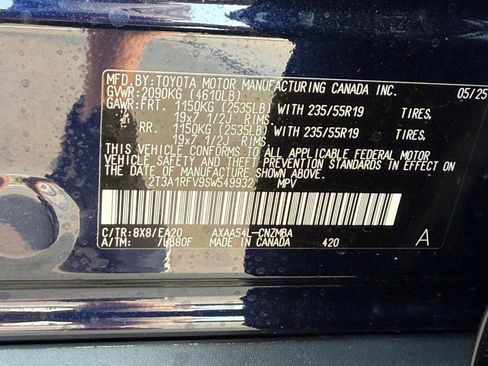 MFD.BY:TOYOTA MOTOR MANUFACTURING CANADA INC.
GVWR:2090KG (4610LB) 05/25
GAWR:FRT. 1150KG (2535LB) WITH 235/55R19 TIRES,
19x7 1/2J RIMS,
RR. 1150KG (2535LB) WITH 235/55R19 TIRES,
19x7 1/2J RIMS,
THIS VEHICLE CONFORMS TO ALL APPLICABLE FEDERAL MOTOR
VEHICLE SAFETY AND THEFT PREVENTION STANDARDS IN EFFECT
ON THE DATE OF MANUFACTURE SHOWN ABOVE.
2T3A1RFV9SW549932 MPV
C/TR:8X8/EA20 AXAA54L-CNZMBA
A/TM: /UB80F MADE IN CANADA 420 A